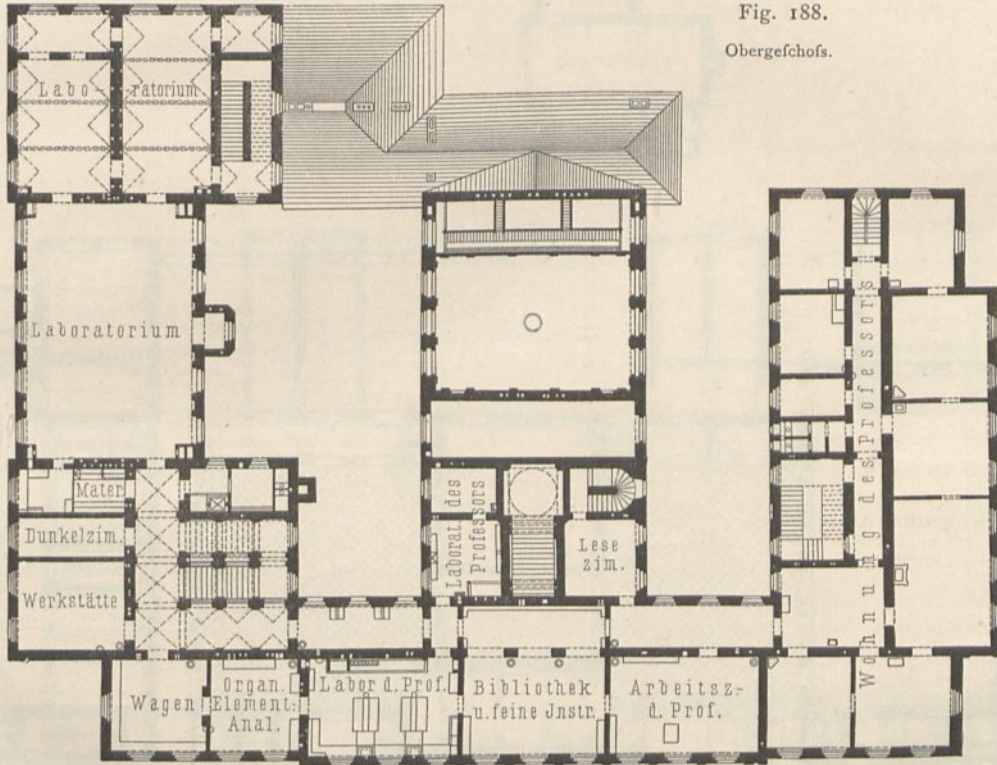 Fig. 188.
Obergeſchoſs.
Labo- ratorium
Laboratorium
Mater.
Dunkelzim.
Werkstätte
Laborat. des
Professors
Lese
zim.
Wohnung des Professors
Wagen
Organ.
Element.-
Anal.
Labor d. Prof.
Bibliothek
u. feine Jnstr.
Arbeitsz.-
d. Prof.